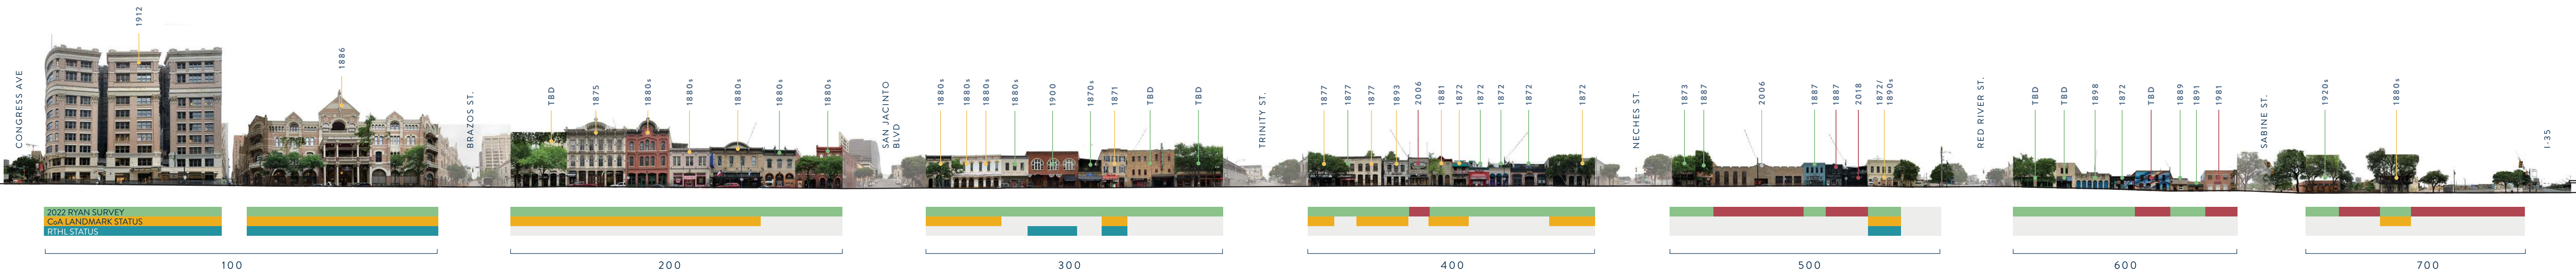 CONGRESS AVE
1912
1886
BRAZOS ST.
TBD
1875
1880s
1880s
1880s
1880s
1880s
SAN JACINTO
BLVD
1880s
1880s
1880s
1880s
1900
1870s
1871
TBD
TBD
TRINITY ST.
1877
1877
1877
1893
2006
1881
1872
1872
1872
1872
1872
NECHES ST.
1873
1887
2006
1887
1887
2018
1872/
1890s
RED RIVER ST.
TBD
TBD
1898
1872
TBD
1889
1891
1981
SABINE ST.
1920s
1880s
I-35
2022 RYAN SURVEY
CoA LANDMARK STATUS
RTHL STATUS
100
200
300
400
500
600
700